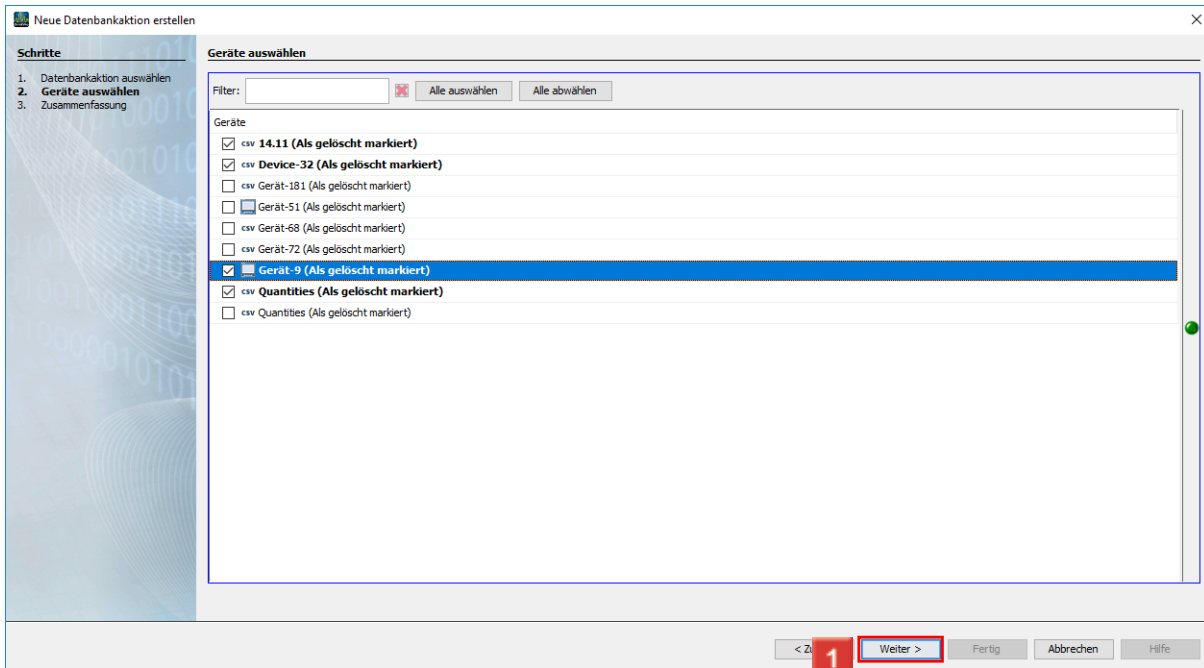 Neue Datenbankaktion erstellen
Schritte
1. Datenbankaktion auswählen
2. Geräte auswählen
3. Zusammenfassung
Geräte auswählen
Filter:
Alle auswählen
Alle abwählen
Geräte
csv 14.11 (Als gelöscht markiert)
csv Device-32 (Als gelöscht markiert)
csv Gerät-181 (Als gelöscht markiert)
Gerät-51 (Als gelöscht markiert)
csv Gerät-68 (Als gelöscht markiert)
csv Gerät-72 (Als gelöscht markiert)
Gerät-9 (Als gelöscht markiert)
csv Quantities (Als gelöscht markiert)
csv Quantities (Als gelöscht markiert)
< 1 Weiter > Fertig Abbrechen Hilfe